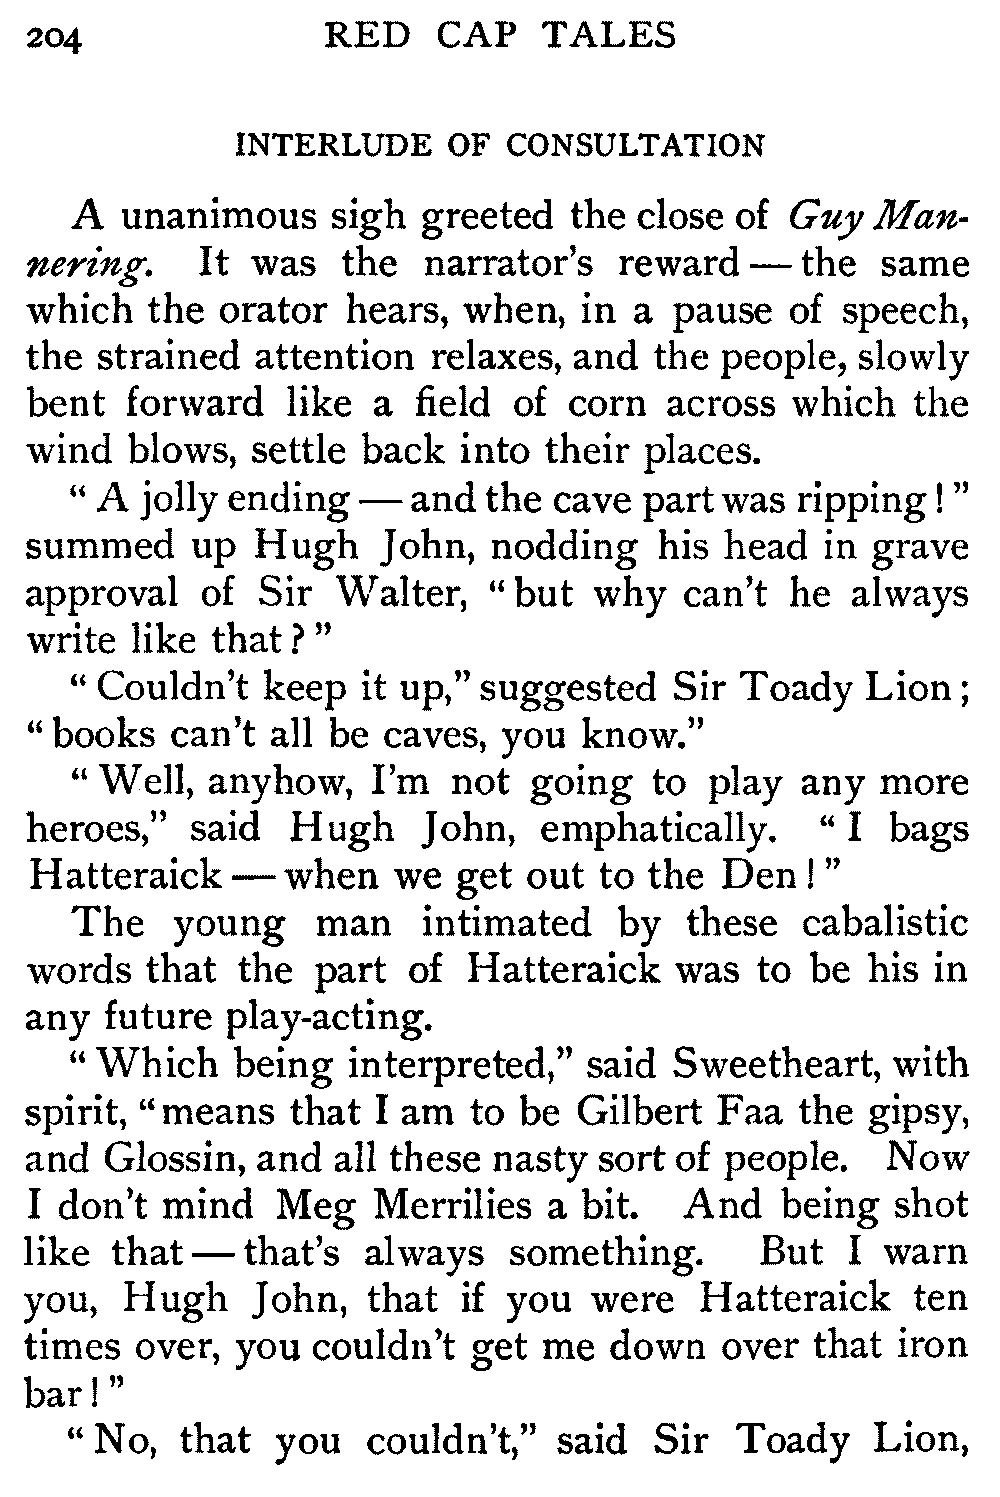 204 RED CAP TALES
INTERLUDE OF CONSULTATION
A unanimous sigh greeted the close of Guy Man-
nering. It was the narrator's reward — the same
which the orator hears, when, in a pause of speech,
the strained attention relaxes, and the people, slowly
bent forward like a field of corn across which the
wind blows, settle back into their places.
“ A jolly ending — and the cave part was ripping ! ”
summed up Hugh John, nodding his head in grave
approval of Sir Walter, “ but why can't he always
write like that ? ”
“ Couldn't keep it up,” suggested Sir Toady Lion ;
“ books can't all be caves, you know.”
“ Well, anyhow, I'm not going to play any more
heroes,” said Hugh John, emphatically. “ I bags
Hatteraick — when we get out to the Den ! ”
The young man intimated by these cabalistic
words that the part of Hatteraick was to be his in
any future play-acting.
“ Which being interpreted,” said Sweetheart, with
spirit, “ means that I am to be Gilbert Faa the gipsy,
and Glossin, and all these nasty sort of people. Now
I don't mind Meg Merrilies a bit. And being shot
like that — that's always something. But I warn
you, Hugh John, that if you were Hatteraick ten
times over, you couldn't get me down over that iron
bar ! ”
“ No, that you couldn't,” said Sir Toady Lion,